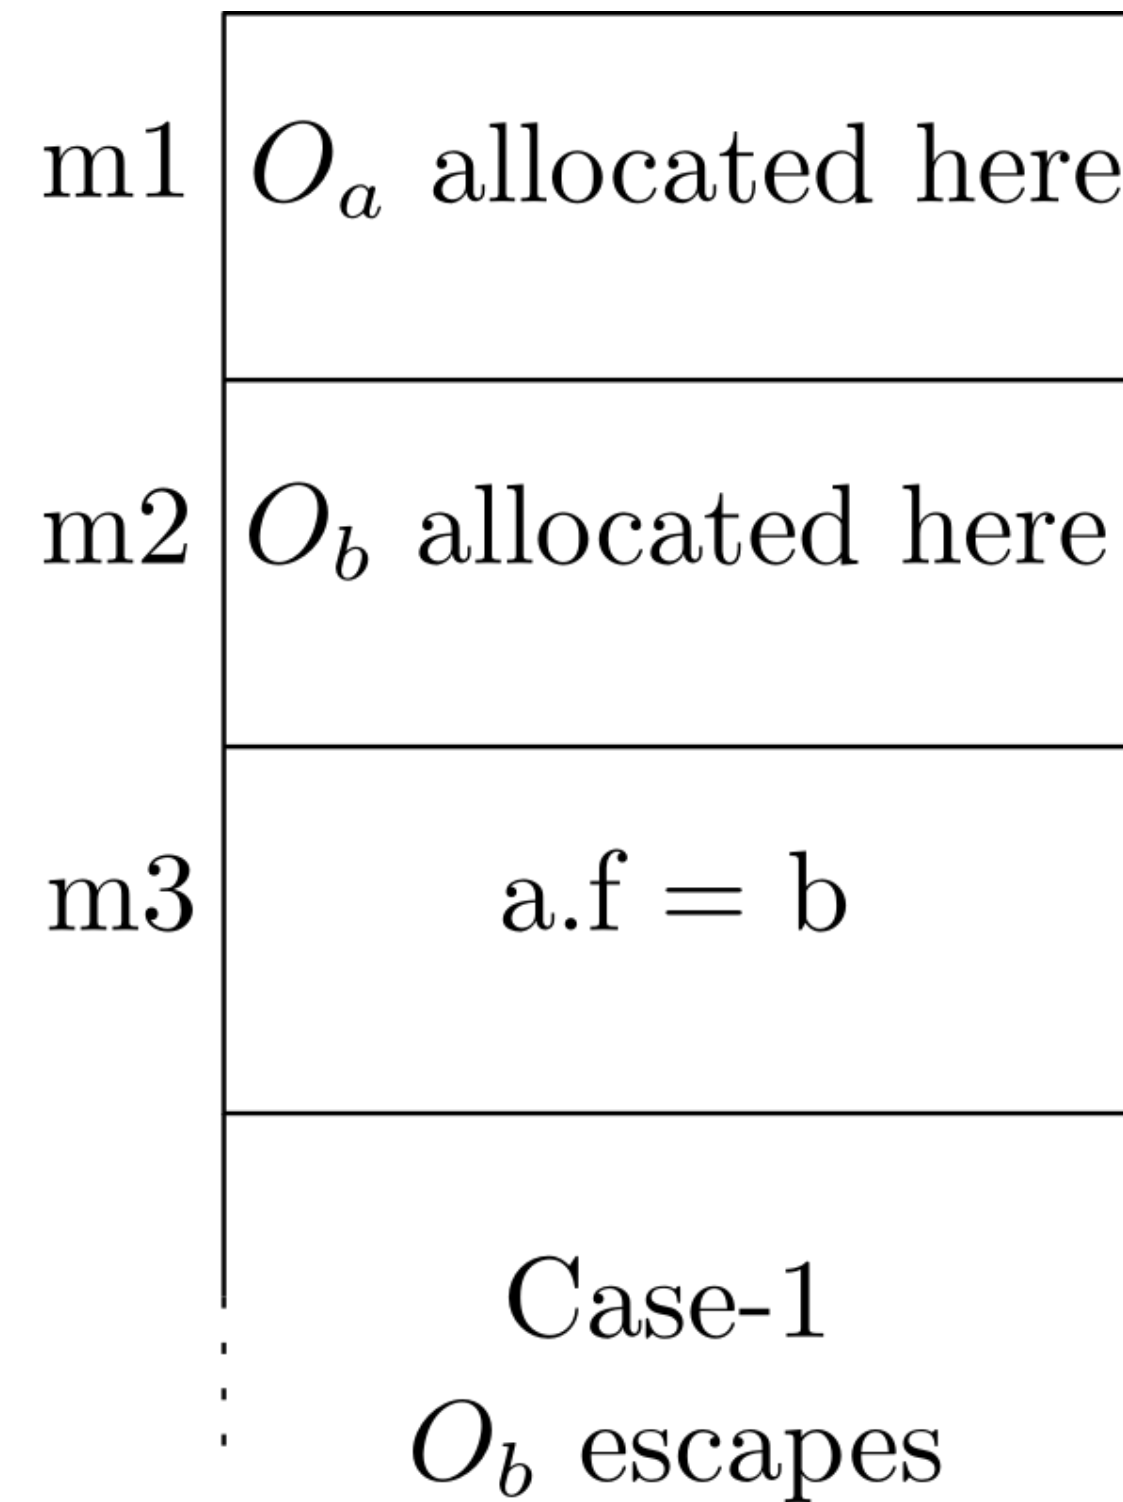 m1 O_a allocated here
m2 O_b allocated here
m3 a.f = b
Case-1
O_b escapes